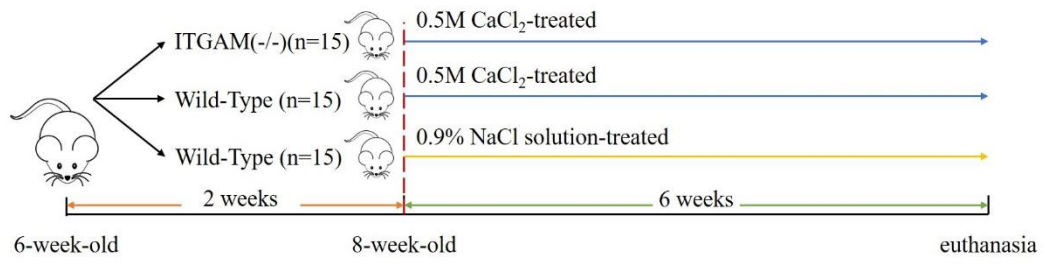 0.5M CaCl₂-treated
ITGAM(-/-)(n=15)
0.5M CaCl₂-treated
Wild-Type (n=15)
0.9% NaCl solution-treated
Wild-Type (n=15)
2 weeks
6 weeks
6-week-old
8-week-old
euthanasia